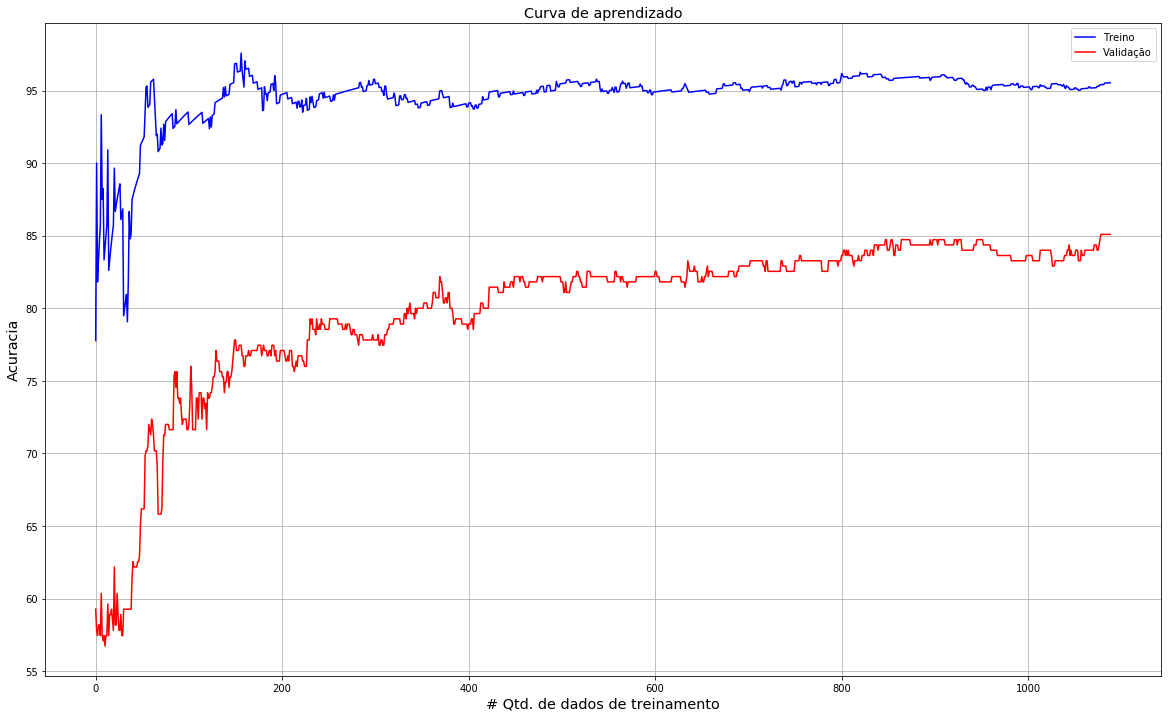 Curva de aprendizado
Treino
Validação
Acuracia
95
90
85
80
75
70
65
60
55
0 200 400 600 800 1000
# Qtd. de dados de treinamento